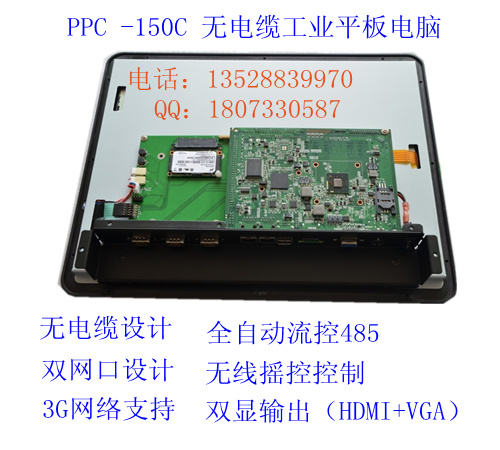 PPC -150C 无电缆工业平板电脑
电话：13528839970
QQ：1807330587
无电缆设计 全自动流控485
双网口设计 无线摇控控制
3G网络支持 双显输出（HDMI+VGA）